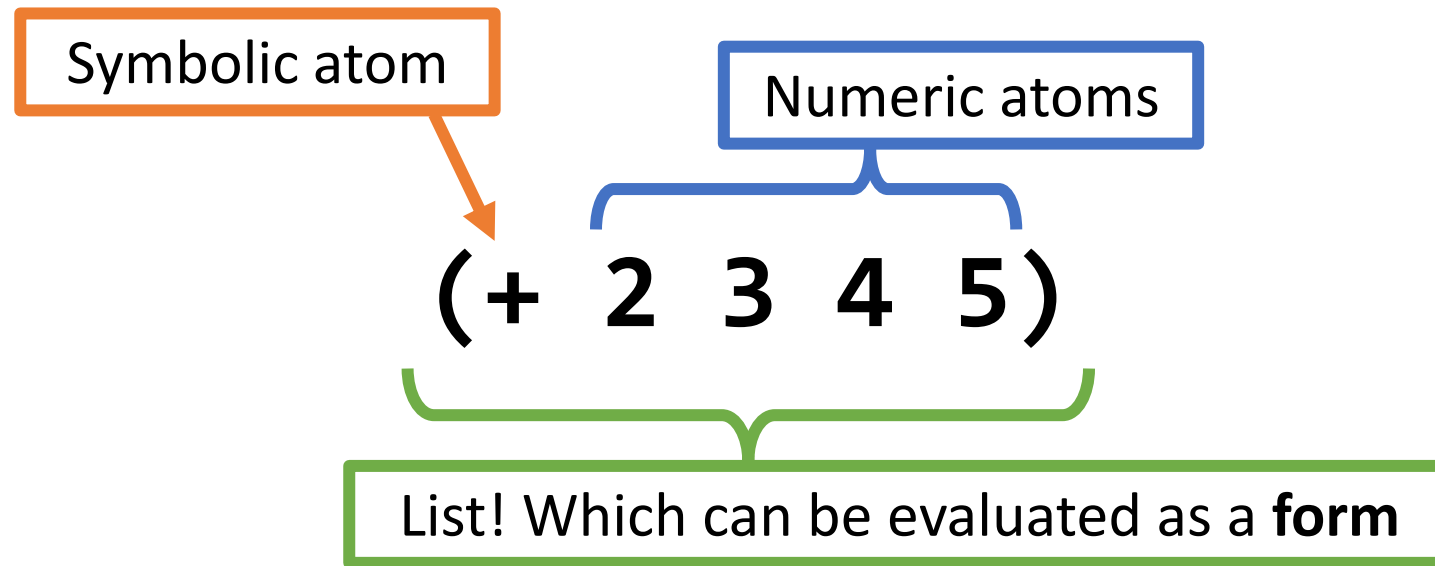 Symbolic atom
Numeric atoms
(+ 2 3 4 5)
List! Which can be evaluated as a form